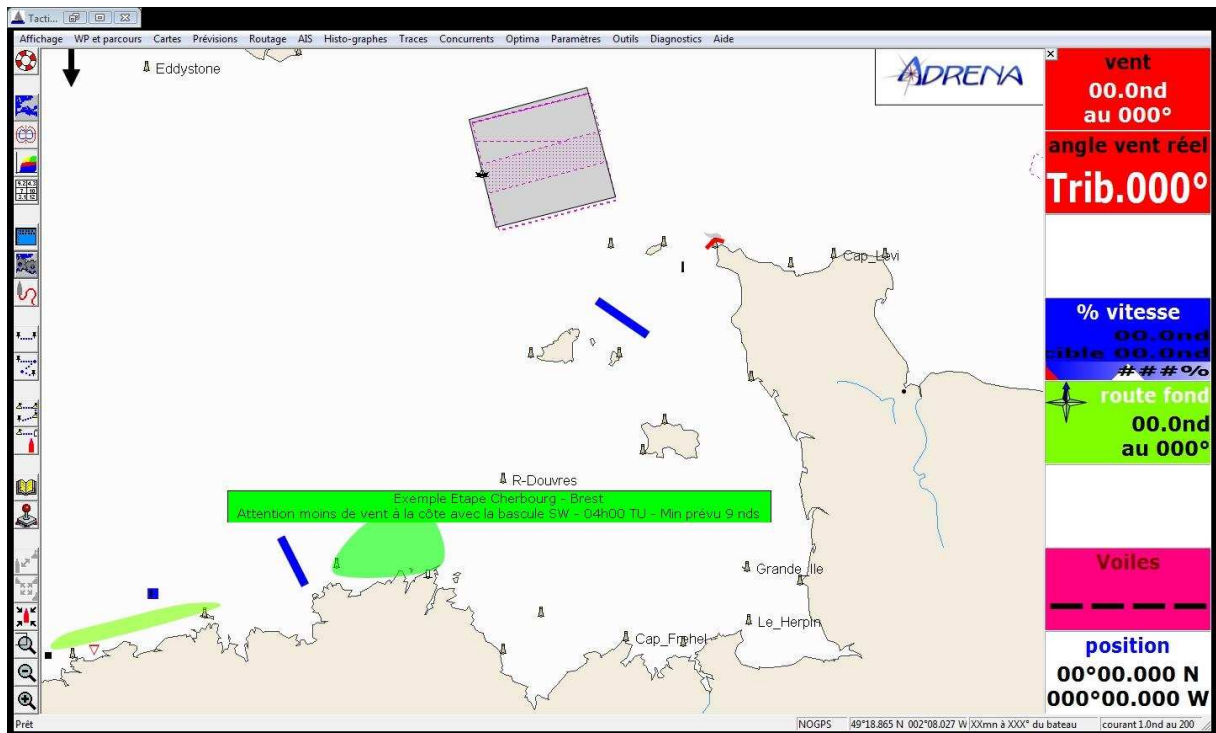 Tacti...
Affichage WP et parcours Cartes Prévisions Routage AIS Histo-graphes Traces Concurrents Optima Paramètres Outils Diagnostics Aide
Eddystone
ADRENA
vent
00.0nd
au 000°
angle vent réel
Trib.000°
Cap_Levi
% vitesse
00.0nd
cible 00.0nd
###%
route fond
00.0nd
au 000°
R-Douvres
Exemple Etape Cherbourg - Brest
Attention moins de vent à la côte avec la bascule SW - 04h00 TU - Min prévu 9 nds
Grande_Ile
Voiles
Le_Herpin
Cap_Frehel
position
00°00.000 N
000°00.000 W
Prêt
NOGPS 49°18.865 N 002°08.027 W XXmn à XXX° du bateau courant 1.0nd au 200